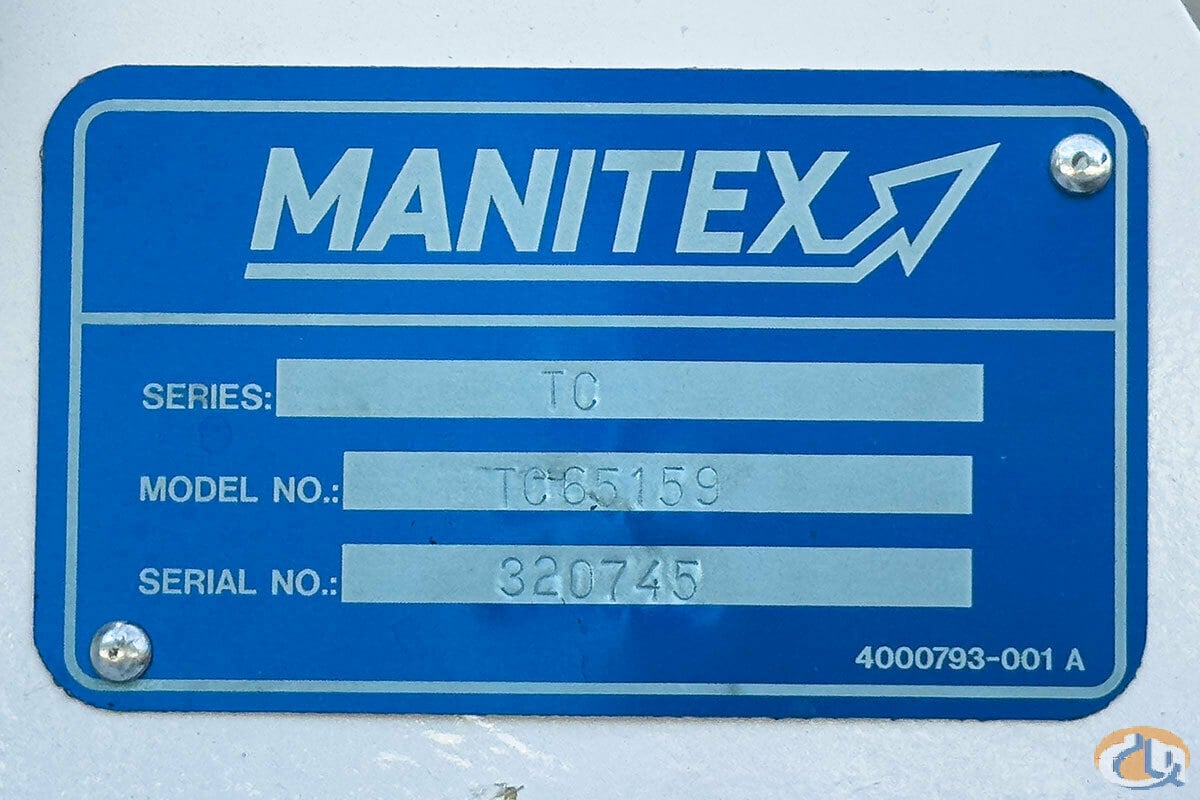 MANITEX
SERIES: TC
MODEL NO.: TC65159
SERIAL NO.: 320745
4000793-001 A